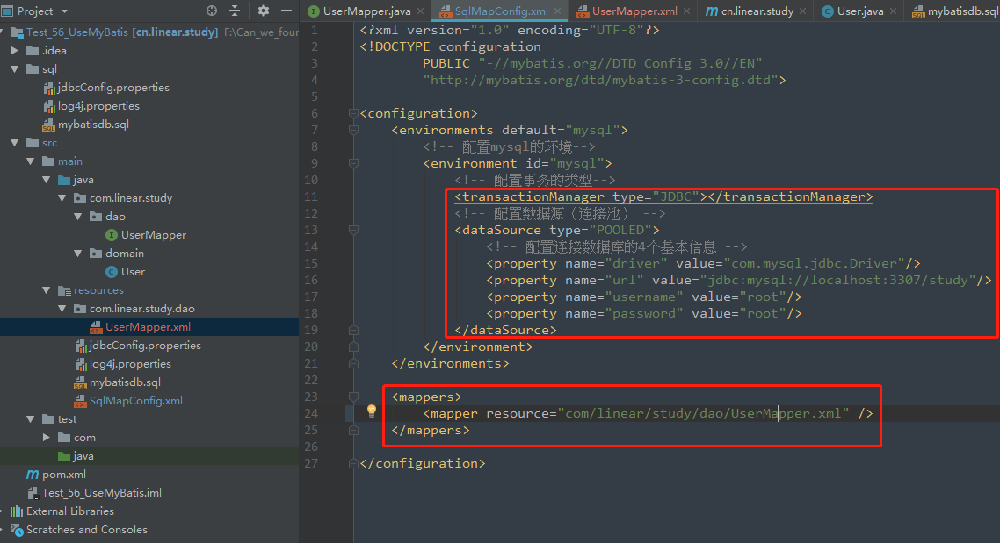 Project
UserMapper.java
SqlMapConfig.xml
UserMapper.xml
cn.linear.study
User.java
mybatisdb.sql
Test_56_UseMyBatis [cn.linear.study] F:\Can_we_four
.idea
sql
jdbcConfig.properties
log4j.properties
mybatisdb.sql
src
main
java
com.linear.study
dao
UserMapper
domain
User
resources
com.linear.study.dao
UserMapper.xml
jdbcConfig.properties
log4j.properties
mybatisdb.sql
SqlMapConfig.xml
test
com
java
pom.xml
Test_56_UseMyBatis.iml
External Libraries
Scratches and Consoles
1 <?xml version="1.0" encoding="UTF-8"?>
2 <!DOCTYPE configuration
3 PUBLIC "-//mybatis.org//DTD Config 3.0//EN"
4 "http://mybatis.org/dtd/mybatis-3-config.dtd">
5
6 <configuration>
7 <environments default="mysql">
8 <!-- 配置mysql的环境-->
9 <environment id="mysql">
10 <!-- 配置事务的类型-->
11 <transactionManager type="JDBC"></transactionManager>
12 <!-- 配置数据源（连接池） -->
13 <dataSource type="POOLED">
14 <!-- 配置连接数据库的4个基本信息 -->
15 <property name="driver" value="com.mysql.jdbc.Driver"/>
16 <property name="url" value="jdbc:mysql://localhost:3307/study"/>
17 <property name="username" value="root"/>
18 <property name="password" value="root"/>
19 </dataSource>
20 </environment>
21 </environments>
22
23 <mappers>
24 <mapper resource="com/linear/study/dao/UserMapper.xml" />
25 </mappers>
26
27 </configuration>